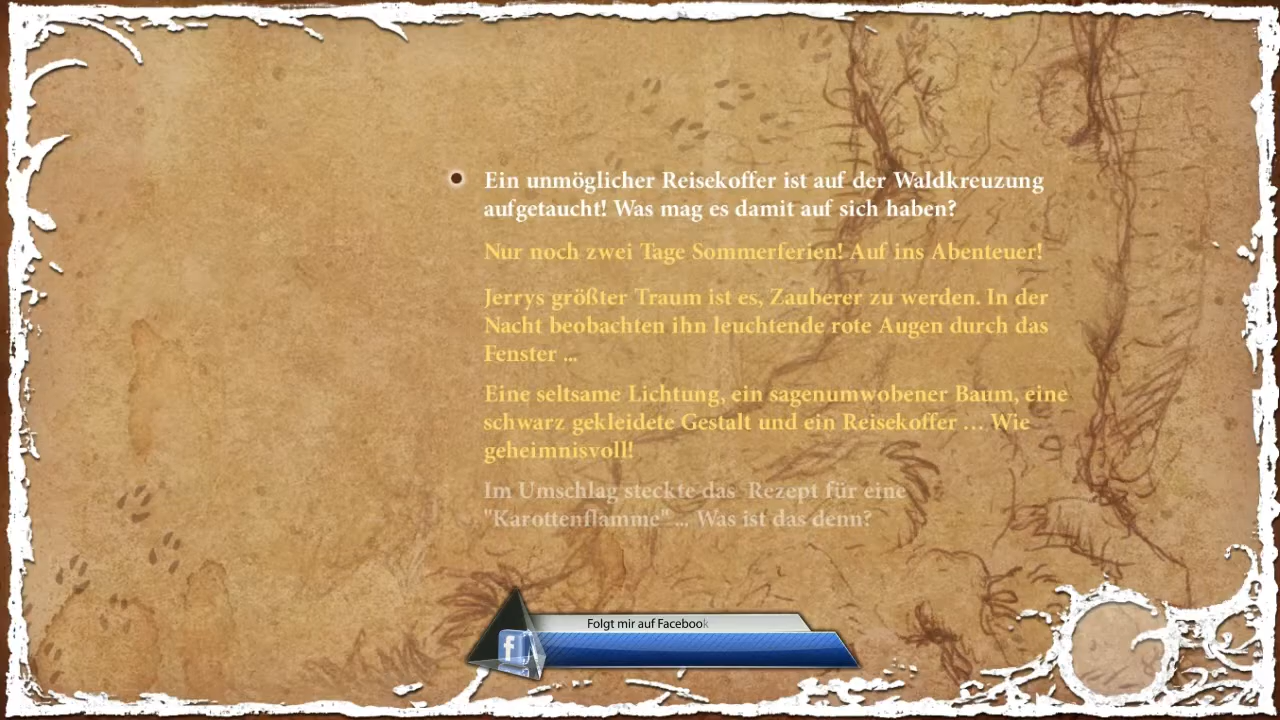 Ein unmöglicher Reisekoffer ist auf der Waldkreuzung
aufgetaucht! Was mag es damit auf sich haben?
Nur noch zwei Tage Sommerferien! Auf ins Abenteuer!
Jerrys größter Traum ist es, Zauberer zu werden. In der
Nacht beobachten ihn leuchtende rote Augen durch das
Fenster ...
Eine seltsame Lichtung, ein sagenumwobener Baum, eine
schwarz gekleidete Gestalt und ein Reisekoffer ... Wie
geheimnisvoll!
Im Umschlag steckte das Rezept für eine
"Karottenflamme" ... Was ist das denn?
Folgt mir auf Facebook
f